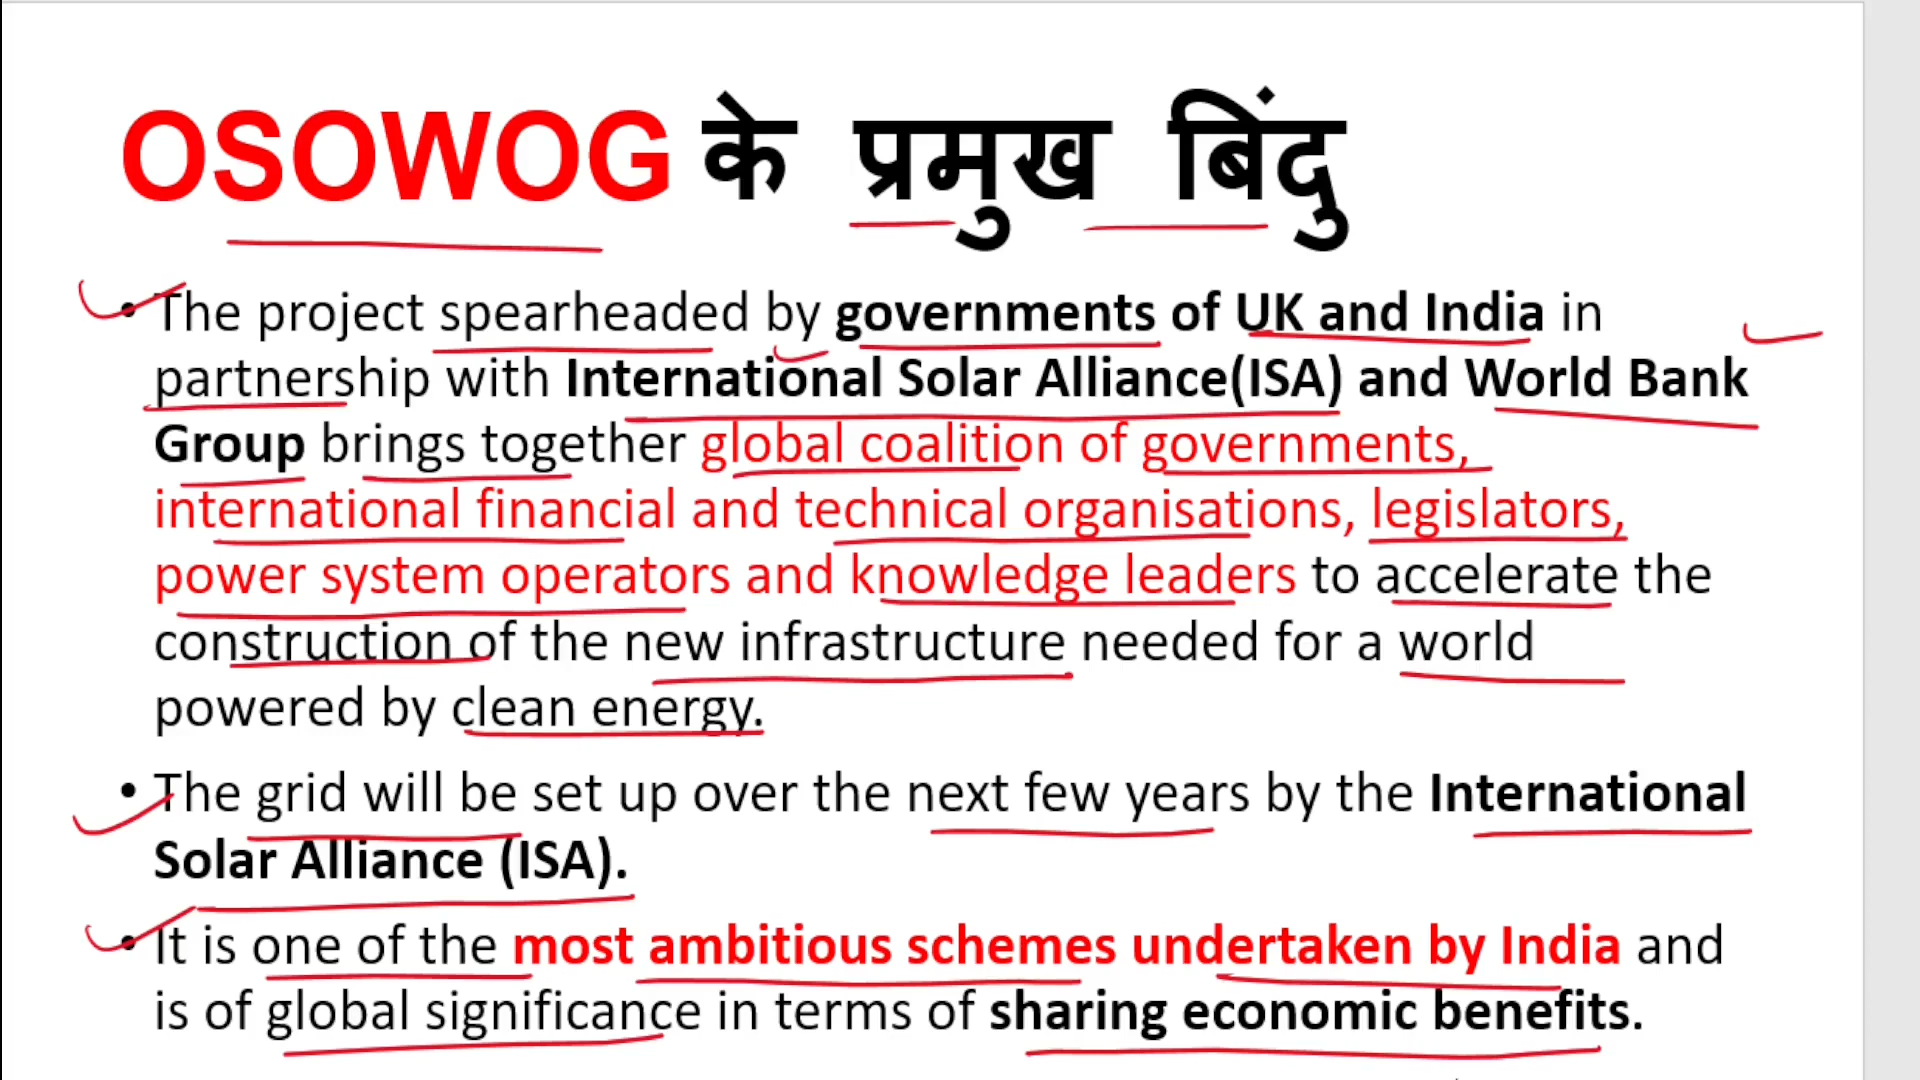 OSOWOG के प्रमुख बिंदु
• The project spearheaded by governments of UK and India in
partnership with International Solar Alliance(ISA) and World Bank
Group brings together global coalition of governments,
international financial and technical organisations, legislators,
power system operators and knowledge leaders to accelerate the
construction of the new infrastructure needed for a world
powered by clean energy.
• The grid will be set up over the next few years by the International
Solar Alliance (ISA).
• It is one of the most ambitious schemes undertaken by India and
is of global significance in terms of sharing economic benefits.